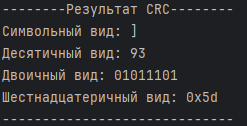 --------Результат CRC--------
Символьный вид: ]
Десятичный вид: 93
Двоичный вид: 01011101
Шестнадцатеричный вид: 0x5d
-----------------------------